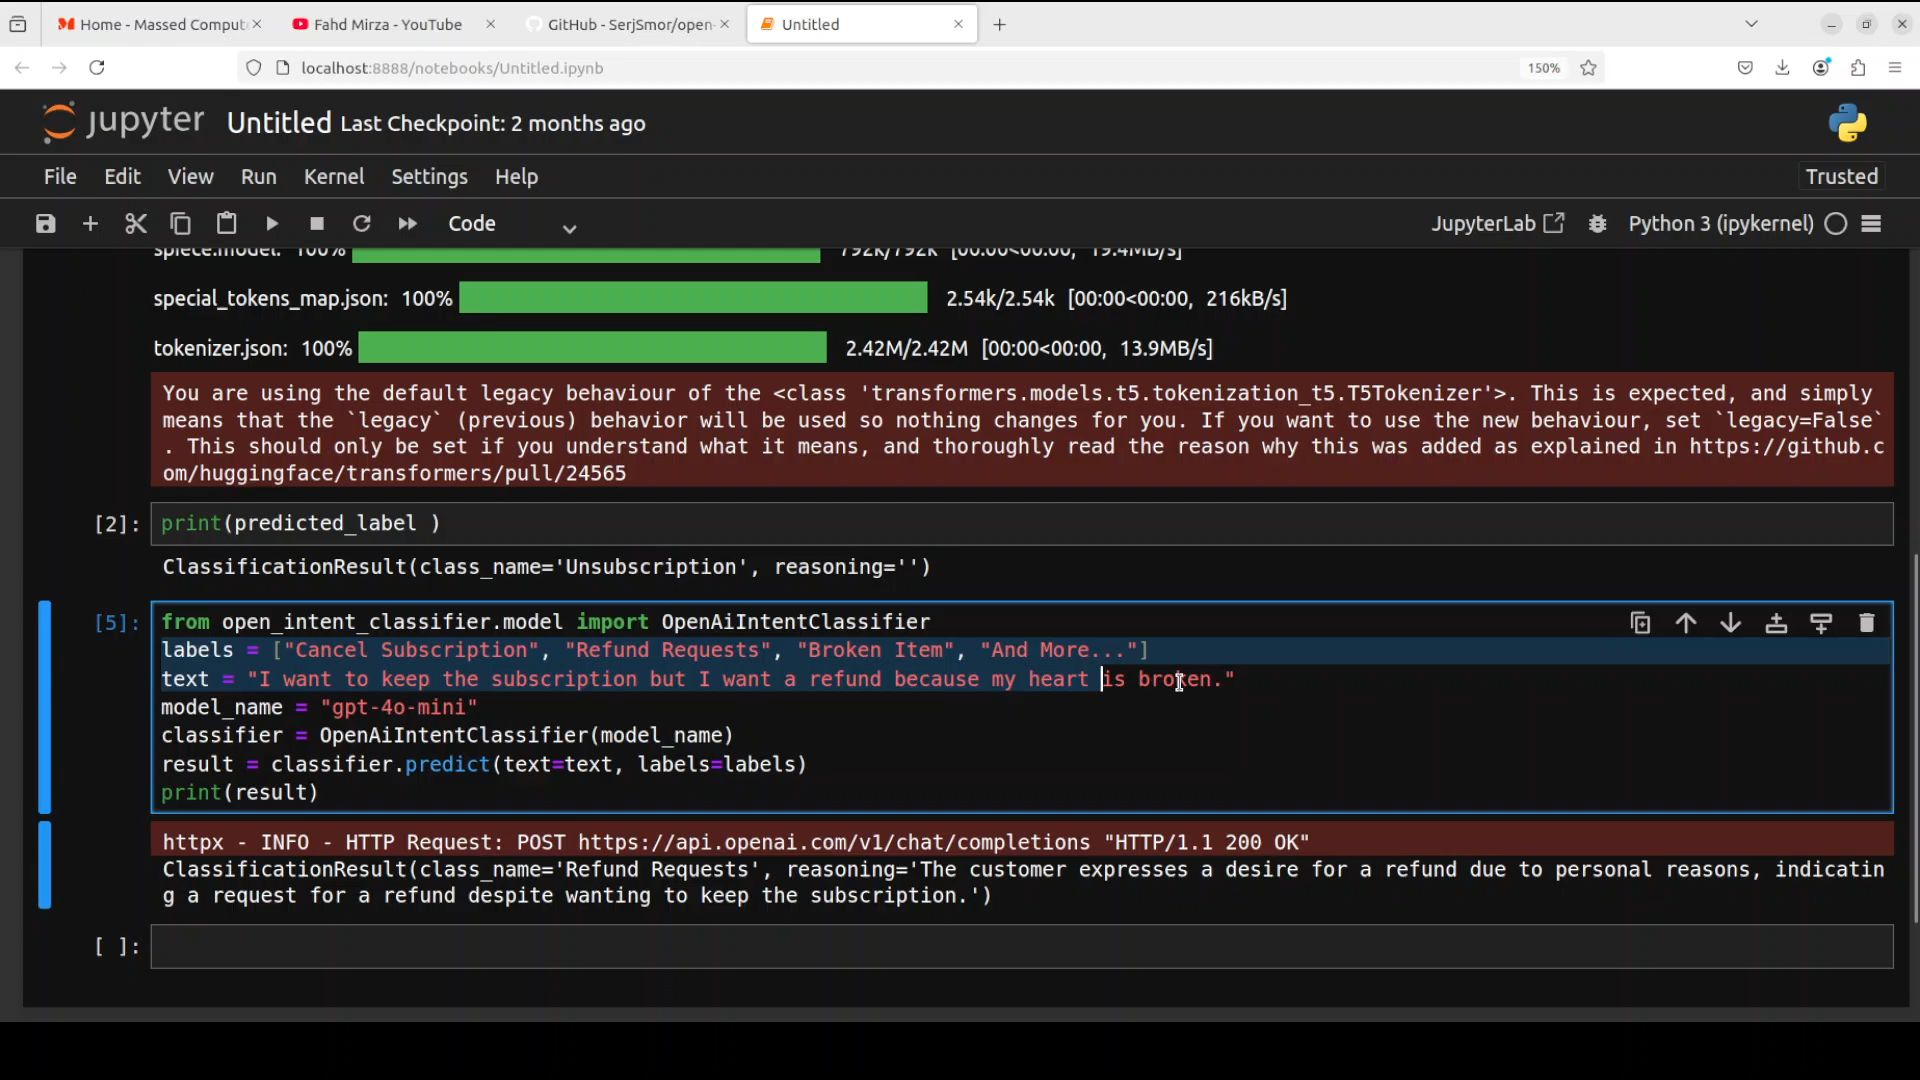 Home - Massed Comput
Fahd Mirza - YouTube
GitHub - SerjSmor/open-
Untitled
localhost:8888/notebooks/Untitled.ipynb
150%
jupyter Untitled Last Checkpoint: 2 months ago
File Edit View Run Kernel Settings Help
Trusted
Code
JupyterLab
Python 3 (ipykernel)
spiece.model: 100% 792k/792k [00:00<00:00, 19.4MB/s]
special_tokens_map.json: 100% 2.54k/2.54k [00:00<00:00, 216kB/s]
tokenizer.json: 100% 2.42M/2.42M [00:00<00:00, 13.9MB/s]
You are using the default legacy behaviour of the <class 'transformers.models.t5.tokenization_t5.T5Tokenizer'>. This is expected, and simply
means that the `legacy` (previous) behavior will be used so nothing changes for you. If you want to use the new behaviour, set `legacy=False`
. This should only be set if you understand what it means, and thoroughly read the reason why this was added as explained in https://github.c
om/huggingface/transformers/pull/24565
[2]: print(predicted_label )
ClassificationResult(class_name='Unsubscription', reasoning='')
[5]: from open_intent_classifier.model import OpenAiIntentClassifier
labels = ["Cancel Subscription", "Refund Requests", "Broken Item", "And More..."]
text = "I want to keep the subscription but I want a refund because my heart is broken."
model_name = "gpt-4o-mini"
classifier = OpenAiIntentClassifier(model_name)
result = classifier.predict(text=text, labels=labels)
print(result)
httpx - INFO - HTTP Request: POST https://api.openai.com/v1/chat/completions "HTTP/1.1 200 OK"
ClassificationResult(class_name='Refund Requests', reasoning='The customer expresses a desire for a refund due to personal reasons, indicatin
g a request for a refund despite wanting to keep the subscription.')
[ ]: